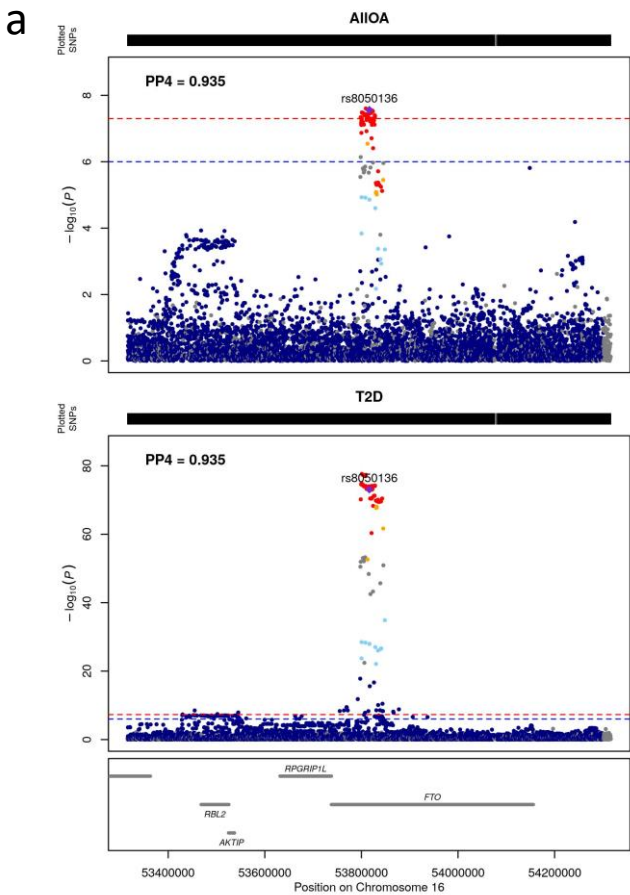 a
AllOA
Plotted
SNPs
PP4 = 0.935
rs8050136
8
6
4
2
0
− log10(P)
T2D
Plotted
SNPs
PP4 = 0.935
rs8050136
80
60
40
20
0
− log10(P)
RPGRIP1L
FTO
RBL2
AKTIP
53400000 53600000 53800000 54000000 54200000
Position on Chromosome 16